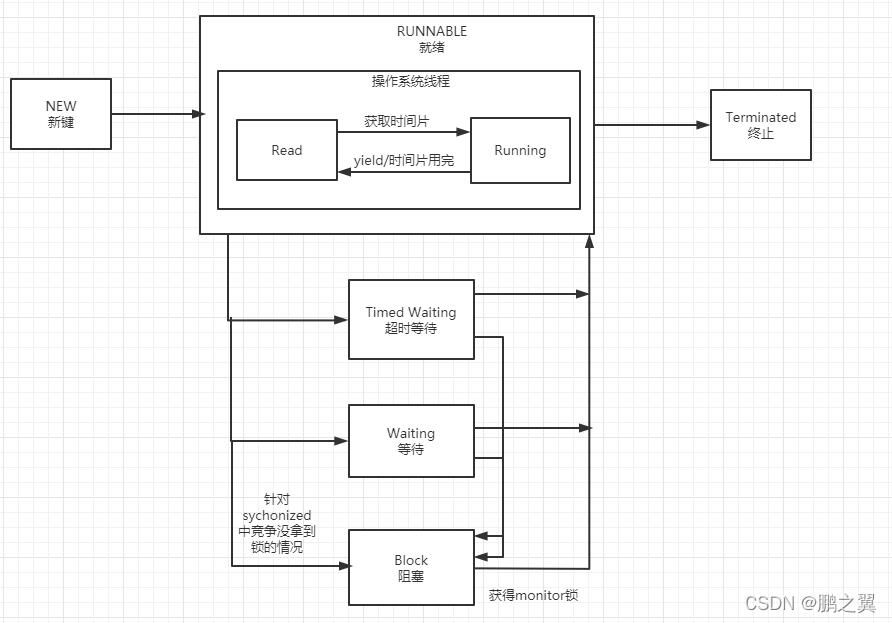 RUNNABLE
就绪
操作系统线程
NEW
新键
获取时间片
Read
Running
yield/时间片用完
Terminated
终止
Timed Waiting
超时等待
Waiting
等待
针对
sychonized
中竞争没拿到
锁的情况
Block
阻塞
获得monitor锁
CSDN @鹏之翼